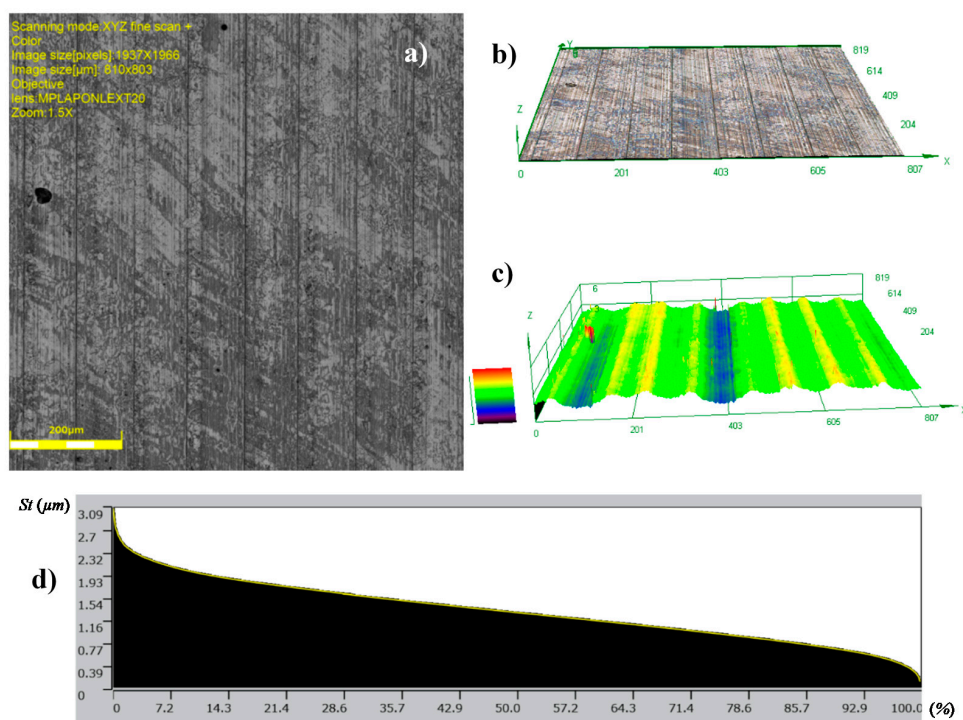 Scanning mode:XYZ fine scan +
Color
Image size[pixels]:1937X1966
Image size[µm]: 810x803
Objective
lens:MPLAPONLEXT20
Zoom:1.5X
a)
200µm
b)
Y
Z
X
0
201
403
605
807
204
409
614
819
c)
6
Z
0
201
403
605
807
204
409
614
819
d)
St (µm)
3.09
2.7
2.32
1.93
1.54
1.16
0.77
0.39
0
0 7.2 14.3 21.4 28.6 35.7 42.9 50.0 57.2 64.3 71.4 78.6 85.7 92.9 100.0 (%)